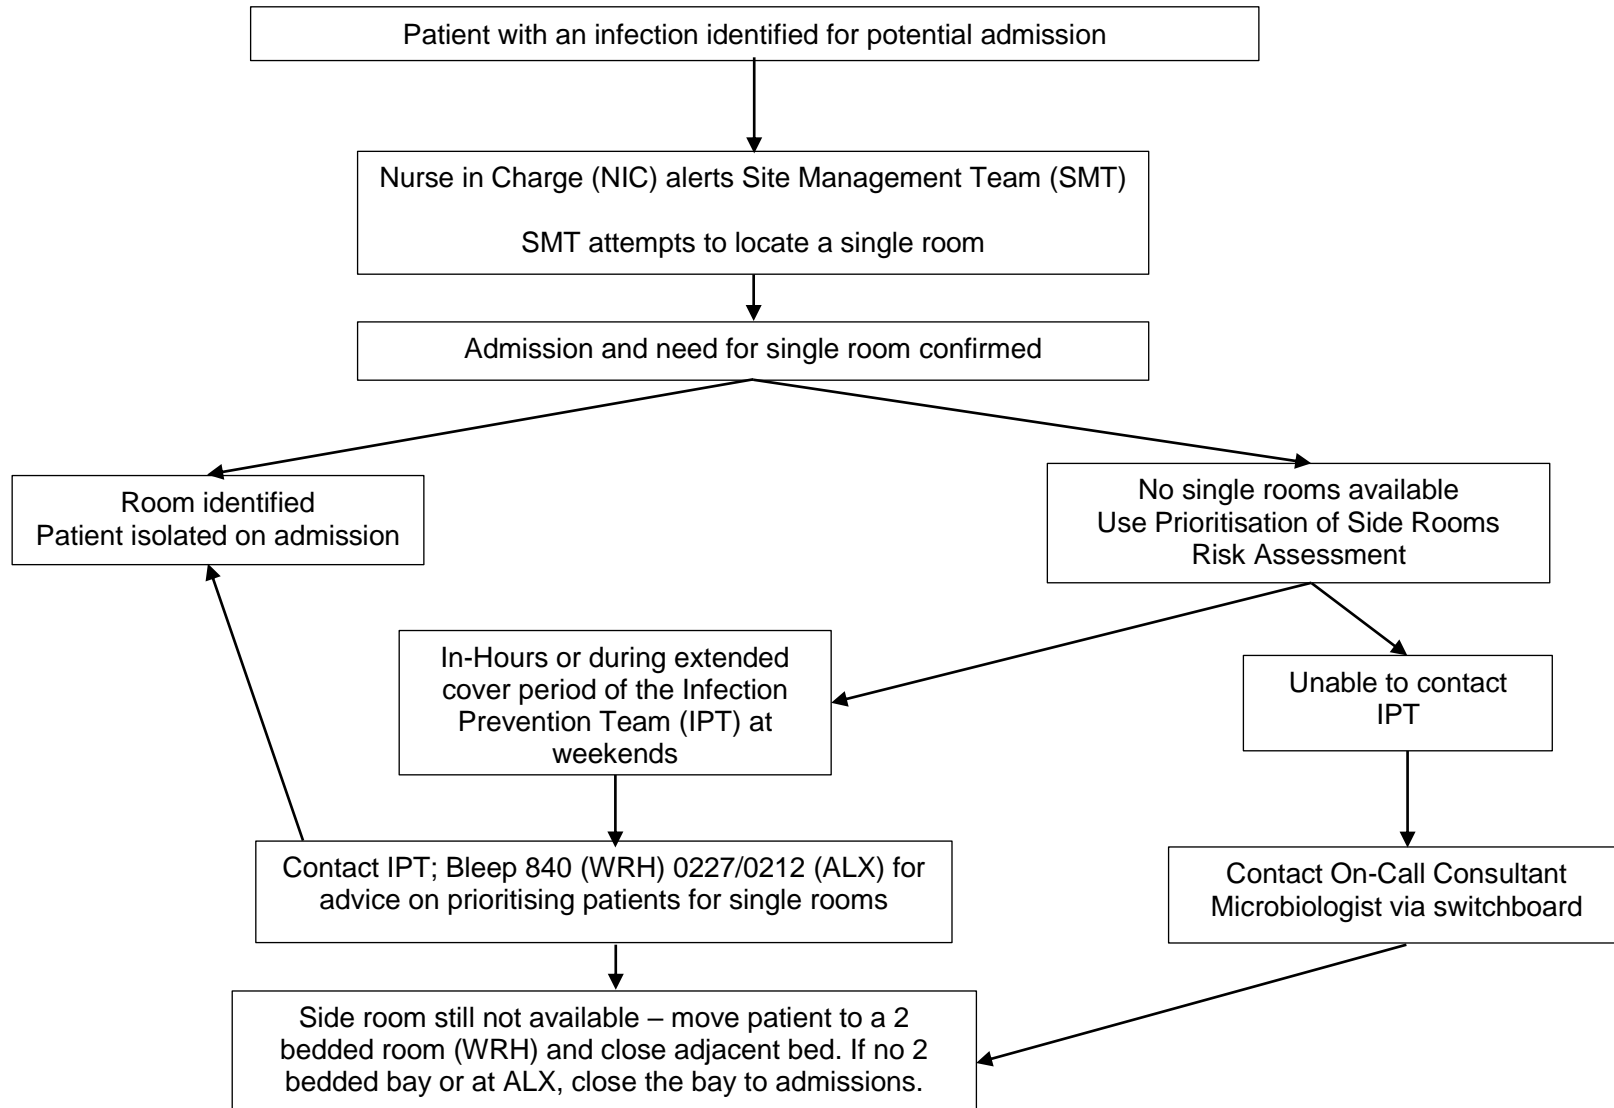 Patient with an infection identified for potential admission
Nurse in Charge (NIC) alerts Site Management Team (SMT)
SMT attempts to locate a single room
Admission and need for single room confirmed
Room identified
Patient isolated on admission
No single rooms available
Use Prioritisation of Side Rooms
Risk Assessment
In-Hours or during extended
cover period of the Infection
Prevention Team (IPT) at
weekends
Unable to contact
IPT
Contact IPT; Bleep 840 (WRH) 0227/0212 (ALX) for
advice on prioritising patients for single rooms
Contact On-Call Consultant
Microbiologist via switchboard
Side room still not available – move patient to a 2
bedded room (WRH) and close adjacent bed. If no 2
bedded bay or at ALX, close the bay to admissions.